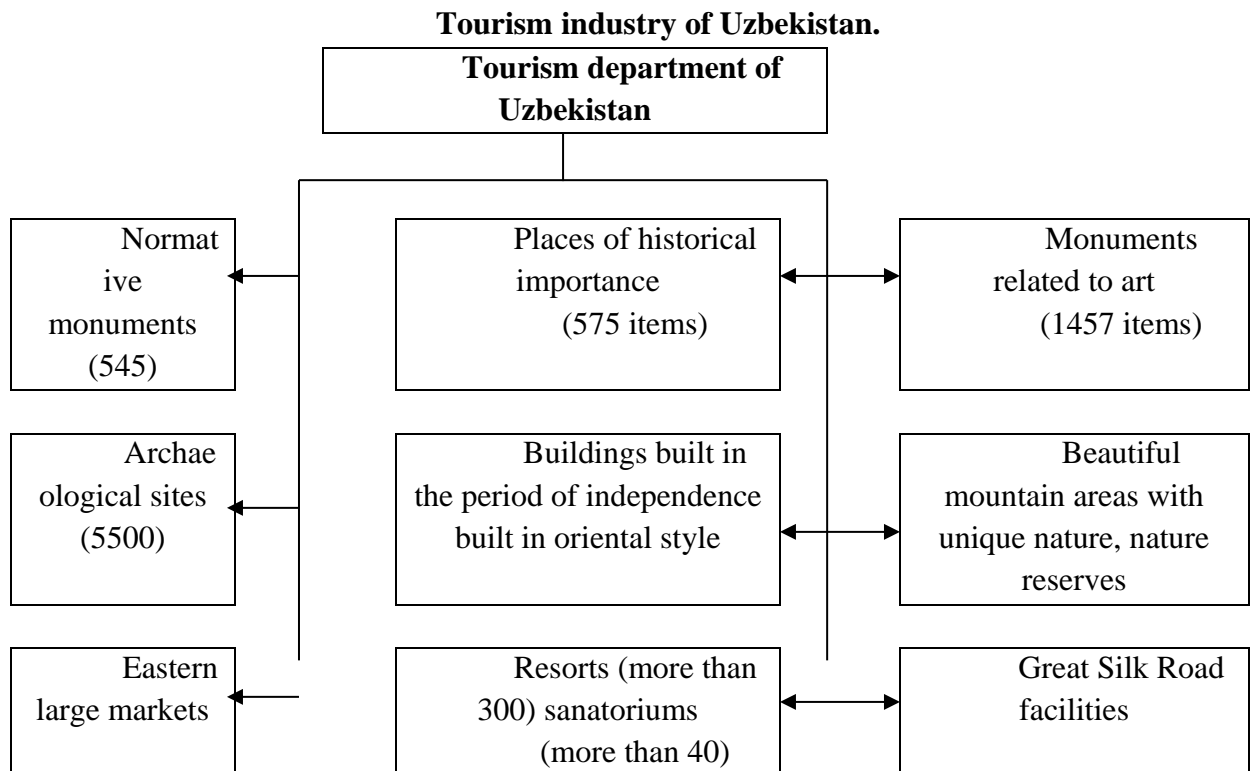 Tourism industry of Uzbekistan.
Tourism department of
Uzbekistan
Normat
ive
monuments
(545)
Places of historical
importance
(575 items)
Monuments
related to art
(1457 items)
Archae
ological sites
(5500)
Buildings built in
the period of independence
built in oriental style
Beautiful
mountain areas with
unique nature, nature
reserves
Eastern
large markets
Resorts (more than
300) sanatoriums
(more than 40)
Great Silk Road
facilities